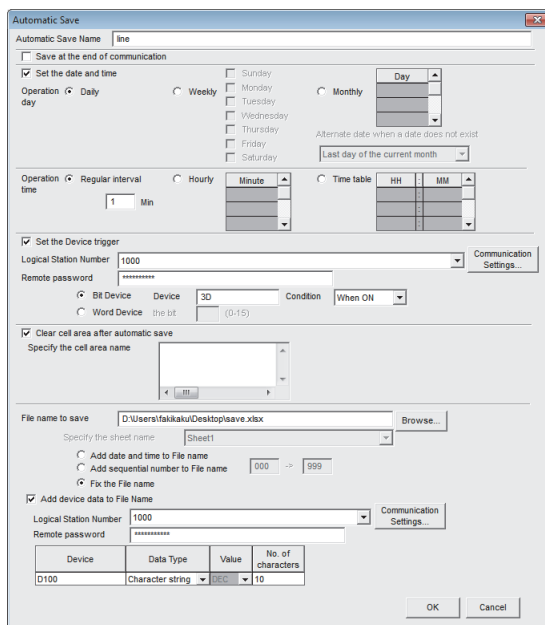 Automatic Save
Automatic Save Name line
Save at the end of communication
Set the date and time
Operation day Daily Weekly Sunday Monday Tuesday Wednesday Thursday Friday Saturday Monthly Day
Alternate date when a date does not exist
Last day of the current month
Operation time Regular interval Hourly Minute Time table HH : MM
1 Min
Set the Device trigger
Logical Station Number 1000 Communication Settings...
Remote password **********
Bit Device Device 3D Condition When ON
Word Device the bit (0-15)
Clear cell area after automatic save
Specify the cell area name
File name to save D:\Users\fakikaku\Desktop\save.xlsx Browse...
Specify the sheet name Sheet1
Add date and time to File name
Add sequential number to File name 000 -> 999
Fix the File name
Add device data to File Name
Logical Station Number 1000 Communication Settings...
Remote password ***********
Device Data Type Value No. of characters
D100 Character string DEC 10
OK Cancel